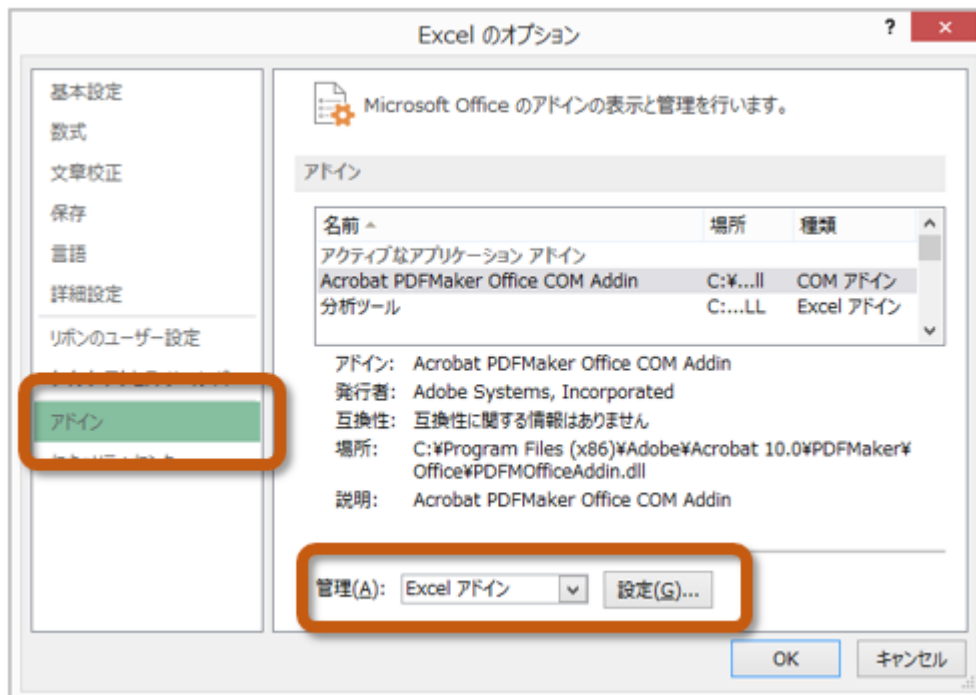 Excel のオプション
?
基本設定
数式
文章校正
保存
言語
詳細設定
リボンのユーザー設定
アドイン
Microsoft Office のアドインの表示と管理を行います。
アドイン
名前 場所 種類
アクティブなアプリケーション アドイン
Acrobat PDFMaker Office COM Addin C:¥...ll COM アドイン
分析ツール C:...LL Excel アドイン
アドイン: Acrobat PDFMaker Office COM Addin
発行者: Adobe Systems, Incorporated
互換性: 互換性に関する情報はありません
場所: C:¥Program Files (x86)¥Adobe¥Acrobat 10.0¥PDFMaker¥
Office¥PDFMOfficeAddin.dll
説明: Acrobat PDFMaker Office COM Addin
管理(A): Excel アドイン 設定(G)...
OK キャンセル